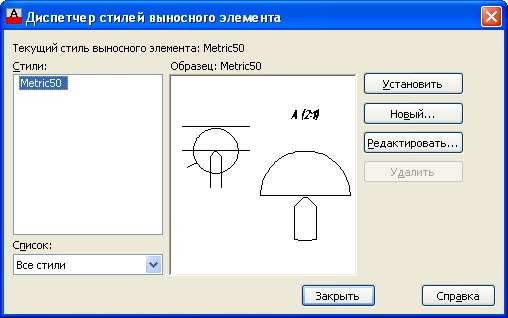 Диспетчер стилей выносного элемента
Текущий стиль выносного элемента: Metric50
Стили:
Metric50
Образец: Metric50
A (2:1)
Установить
Новый...
Редактировать...
Удалить
Список:
Все стили
Закрыть
Справка